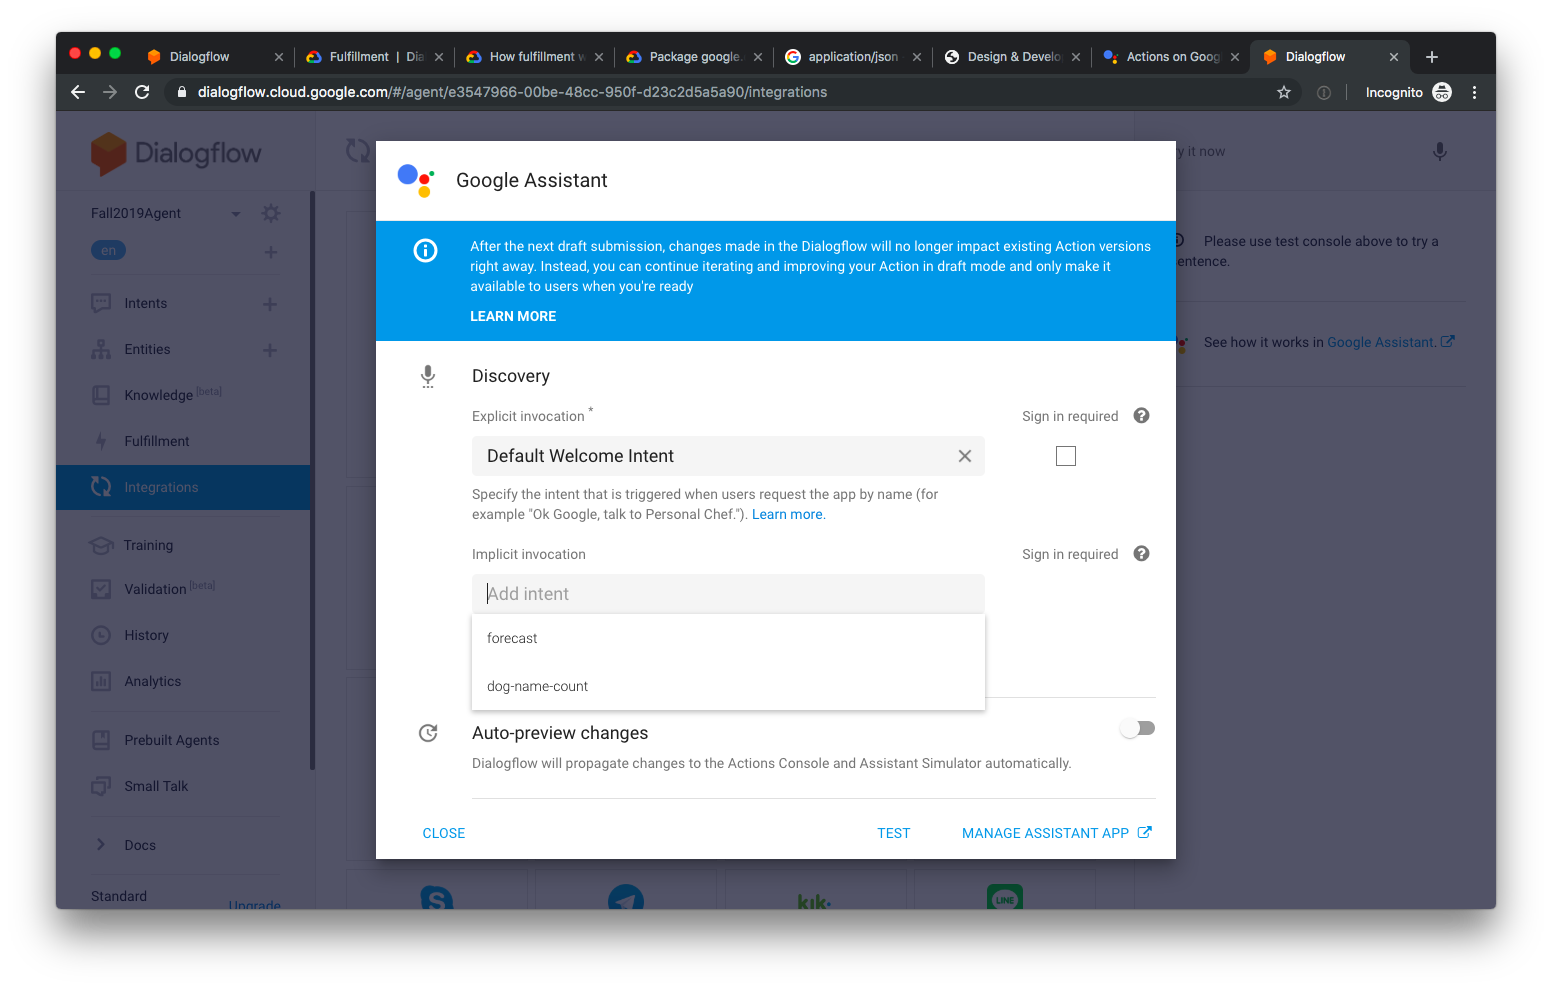 Dialogflow
Fulfillment | Dia
How fulfillment w
Package google.
application/json
Design & Develo
Actions on Goog
Dialogflow
dialogflow.cloud.google.com/#/agent/e3547966-00be-48cc-950f-d23c2d5a5a90/integrations
Incognito
Dialogflow
Fall2019Agent
en
Intents
Entities
Knowledge [beta]
Fulfillment
Integrations
Training
Validation [beta]
History
Analytics
Prebuilt Agents
Small Talk
Docs
Standard
Upgrade
Google Assistant
After the next draft submission, changes made in the Dialogflow will no longer impact existing Action versions
right away. Instead, you can continue iterating and improving your Action in draft mode and only make it
available to users when you're ready
LEARN MORE
Discovery
Explicit invocation *
Sign in required
Default Welcome Intent
Specify the intent that is triggered when users request the app by name (for
example "Ok Google, talk to Personal Chef."). Learn more.
Implicit invocation
Sign in required
Add intent
forecast
dog-name-count
Auto-preview changes
Dialogflow will propagate changes to the Actions Console and Assistant Simulator automatically.
CLOSE
TEST
MANAGE ASSISTANT APP
y it now
Please use test console above to try a
entence.
See how it works in Google Assistant.
S
kik
LINE